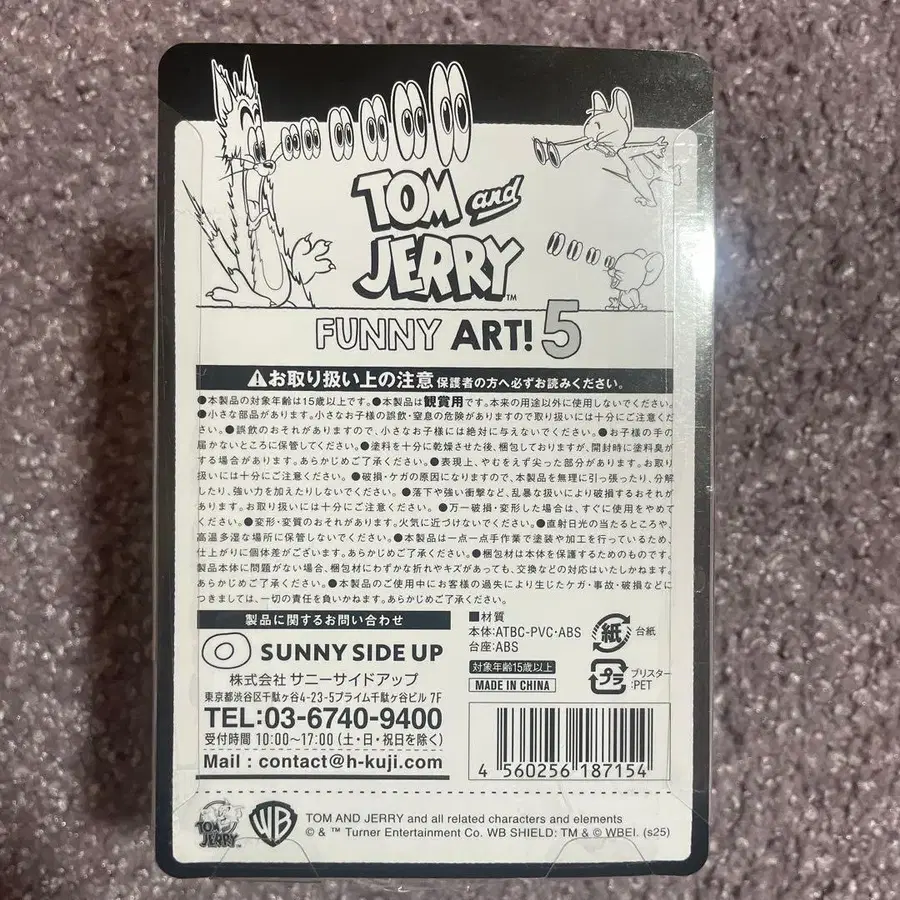 TOM and
JERRY™
FUNNY ART! 5
⚠お取り扱い上の注意 保護者の方へ必ずお読みください。
●本製品の対象年齢は15歳以上です。●本製品は観賞用です。本来の用途以外に使用しないでください。
●小さな部品があります。小さなお子様の誤飲・窒息の危険がありますので取り扱いには十分にご注意くだ
さい。●誤飲のおそれがありますので、小さなお子様には絶対に与えないでください。●お子様の手の
届かないところに保管してください。●塗料を十分に乾燥させた後、梱包しておりますが、開封時に塗料臭が
する場合があります。あらかじめご了承ください。●表現上、やむをえず尖った部分があります。お取り
扱いには十分にご注意ください。●破損・ケガの原因になりますので、本製品を無理に引っ張ったり、分解
したり、強い力を加えたりしないでください。●落下や強い衝撃など、乱暴な扱いにより破損するおそれが
あります。お取り扱いには十分にご注意ください。●万一破損・変形した場合は、すぐに使用をやめて
ください。●変形・変質のおそれがあります。火気に近づけないでください。●直射日光の当たるところや、
高温多湿な場所に保管しないでください。●本製品は一点一点手作業で塗装や加工を行っているため、
仕上がりに個体差がございます。あらかじめご了承ください。●梱包材は本体を保護するためのものです。
製品本体に問題がない場合、梱包材にわずかな折れやキズがあっても、交換などの対応はいたしかねます。
あらかじめご了承ください。●本製品のご使用中にお客様の過失により生じたケガ・事故・破損などに
つきましては、一切の責任を負いかねます。あらかじめご了承ください。
製品に関するお問い合わせ
SUNNY SIDE UP
株式会社 サニーサイドアップ
東京都渋谷区千駄ヶ谷4-23-5プライム千駄ヶ谷ビル 7F
TEL:03-6740-9400
受付時間 10:00～17:00 (土・日・祝日を除く)
Mail : contact@h-kuji.com
■材質
本体:ATBC-PVC・ABS
台座:ABS
対象年齢15歳以上
MADE IN CHINA
紙 台紙
プラ ブリスター
:PET
4 560256 187154
TOM and
JERRY
WB
TOM AND JERRY and all related characters and elements
© & ™ Turner Entertainment Co. WB SHIELD: TM & © WBEI. (s25)